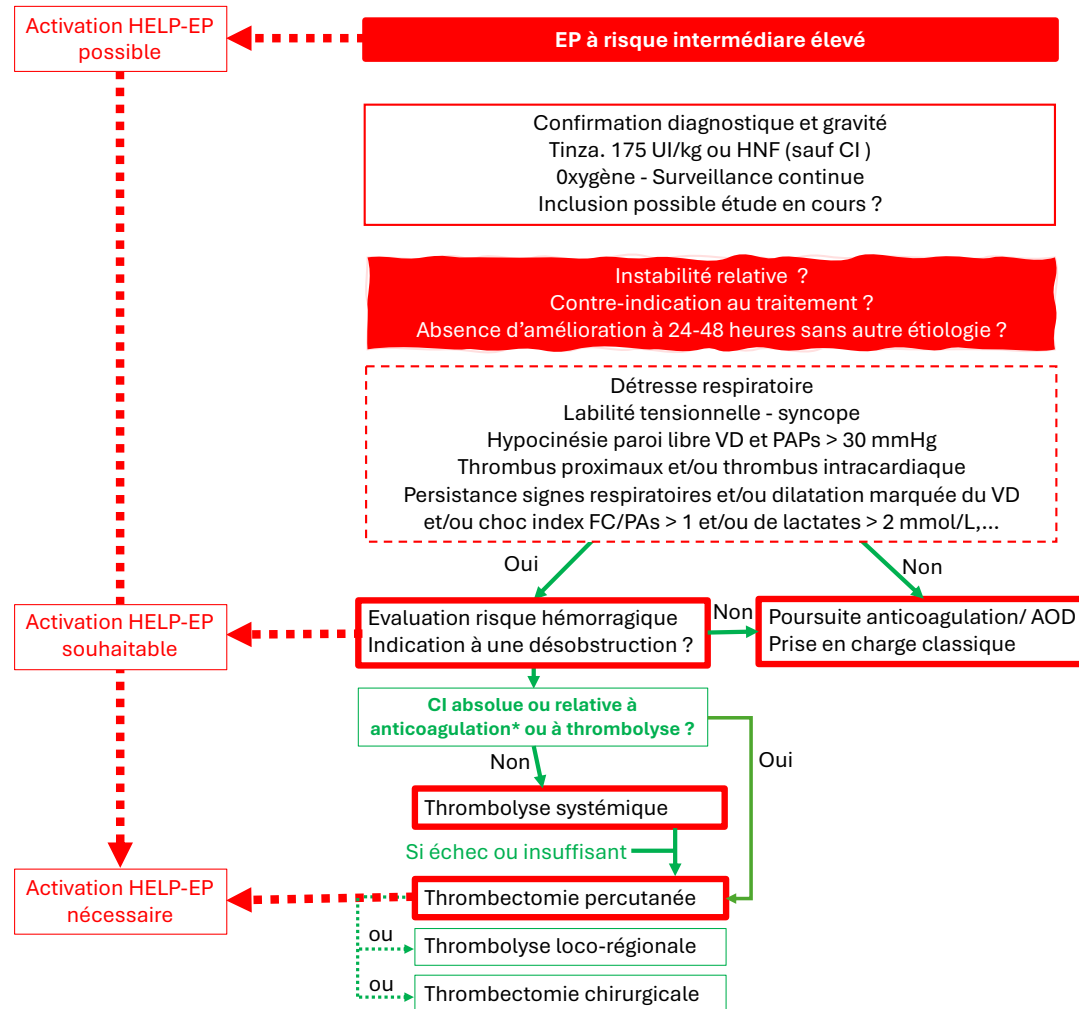 Activation HELP-EP
possible
EP à risque intermédiare élevé
Confirmation diagnostique et gravité
Tinza. 175 UI/kg ou HNF (sauf CI )
0xygène - Surveillance continue
Inclusion possible étude en cours ?
Instabilité relative  ?
Contre-indication au traitement ?
Absence d’amélioration à 24-48 heures sans autre étiologie ?
Détresse respiratoire
Labilité tensionnelle - syncope
Hypocinésie paroi libre VD et PAPs > 30 mmHg
Thrombus proximaux et/ou thrombus intracardiaque
Persistance signes respiratoires et/ou dilatation marquée du VD
et/ou choc index FC/PAs > 1 et/ou de lactates > 2 mmol/L,...
Oui
Non
Activation HELP-EP
souhaitable
Evaluation risque hémorragique
Indication à une désobstruction ?
Non
Poursuite anticoagulation/ AOD
Prise en charge classique
CI absolue ou relative à
anticoagulation* ou à thrombolyse ?
Non
Oui
Thrombolyse systémique
Si échec ou insuffisant
Activation HELP-EP
nécessaire
Thrombectomie percutanée
ou
Thrombolyse loco-régionale
ou
Thrombectomie chirurgicale